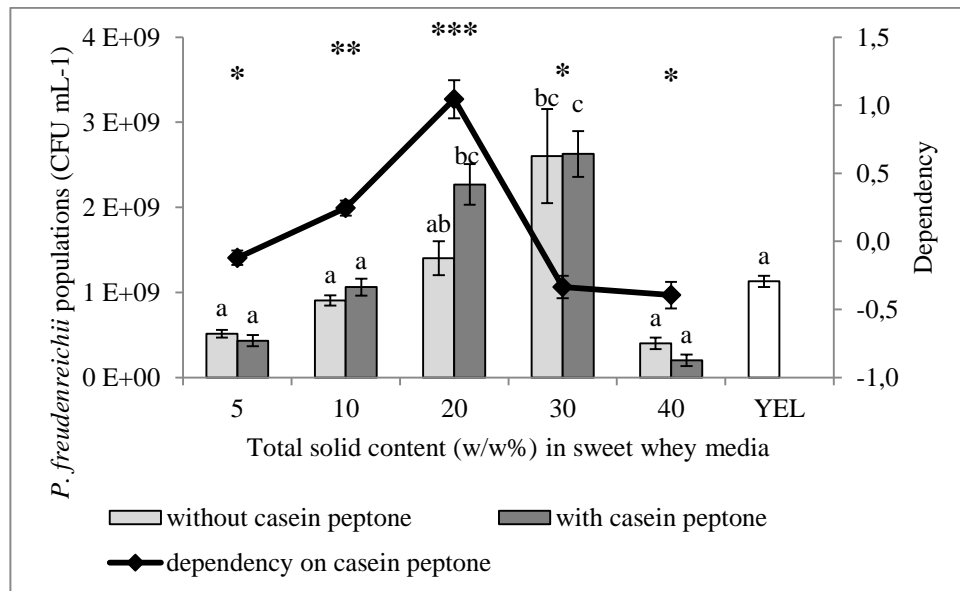 4 E+09
3 E+09
2 E+09
1 E+09
0 E+00
P. freudenreichii populations (CFU mL-1)
* ** *** * *
a a a a ab bc bc c a a a
1,5
1,0
0,5
0,0
-0,5
-1,0
Dependency
5 10 20 30 40 YEL
Total solid content (w/w%) in sweet whey media
without casein peptone with casein peptone
dependency on casein peptone